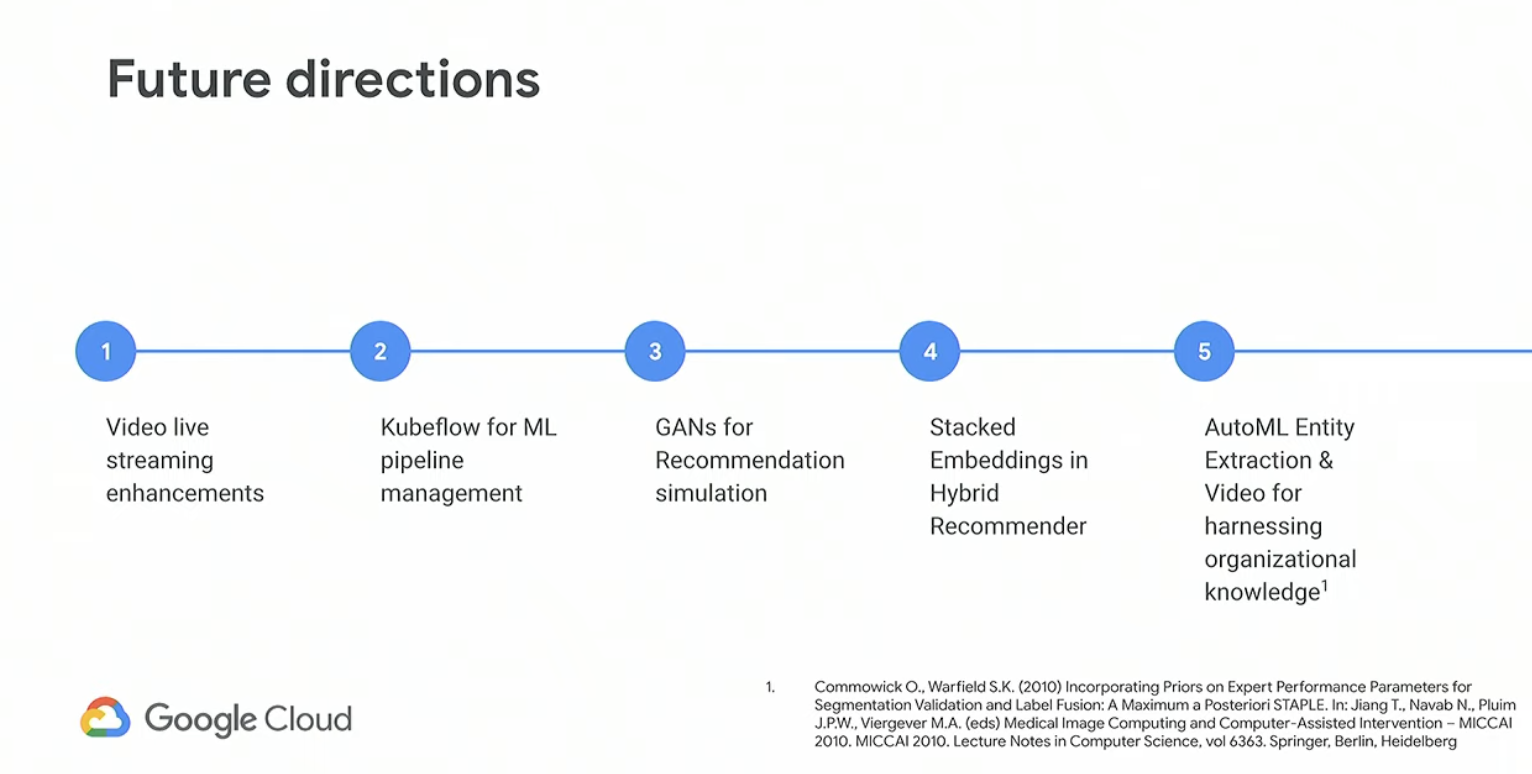 Future directions
1
2
3
4
5
Video live
streaming
enhancements
Kubeflow for ML
pipeline
management
GANs for
Recommendation
simulation
Stacked
Embeddings in
Hybrid
Recommender
AutoML Entity
Extraction &
Video for
harnessing
organizational
knowledge¹
Google Cloud
1. Commowick O., Warfield S.K. (2010) Incorporating Priors on Expert Performance Parameters for
Segmentation Validation and Label Fusion: A Maximum a Posteriori STAPLE. In: Jiang T., Navab N., Pluim
J.P.W., Viergever M.A. (eds) Medical Image Computing and Computer-Assisted Intervention – MICCAI
2010. MICCAI 2010. Lecture Notes in Computer Science, vol 6363. Springer, Berlin, Heidelberg